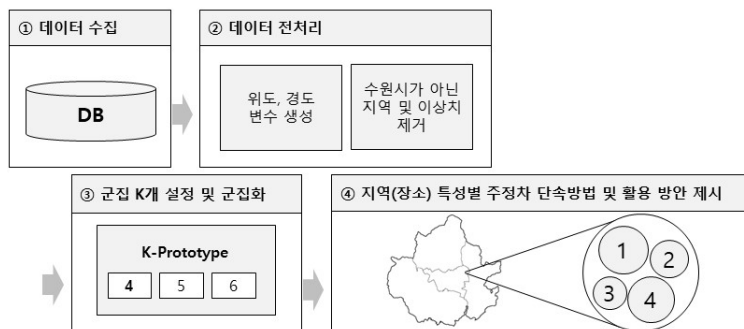 ① 데이터 수집
② 데이터 전처리
DB
위도, 경도
변수 생성
수원시가 아닌
지역 및 이상치
제거
③ 군집 K개 설정 및 군집화
④ 지역(장소) 특성별 주정차 단속방법 및 활용 방안 제시
K-Prototype
4 5 6
1
2
3
4